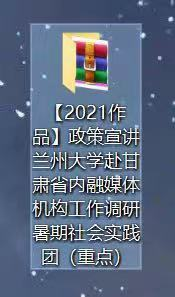 【2021作
品】政策宣讲
兰州大学赴甘
肃省内融媒体
机构工作调研
暑期社会实践
团（重点）